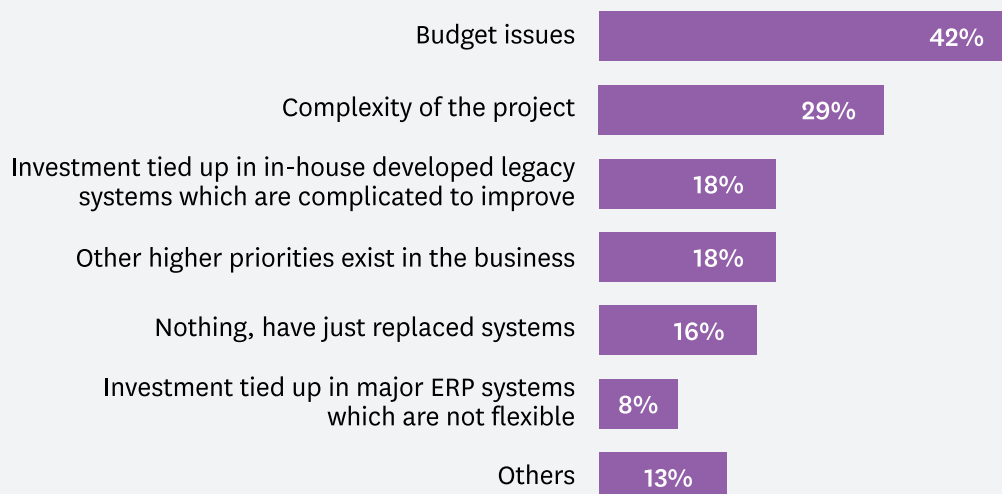 Budget issues
42%
Complexity of the project
29%
Investment tied up in in-house developed legacy
systems which are complicated to improve
18%
Other higher priorities exist in the business
18%
Nothing, have just replaced systems
16%
Investment tied up in major ERP systems
which are not flexible
8%
Others
13%